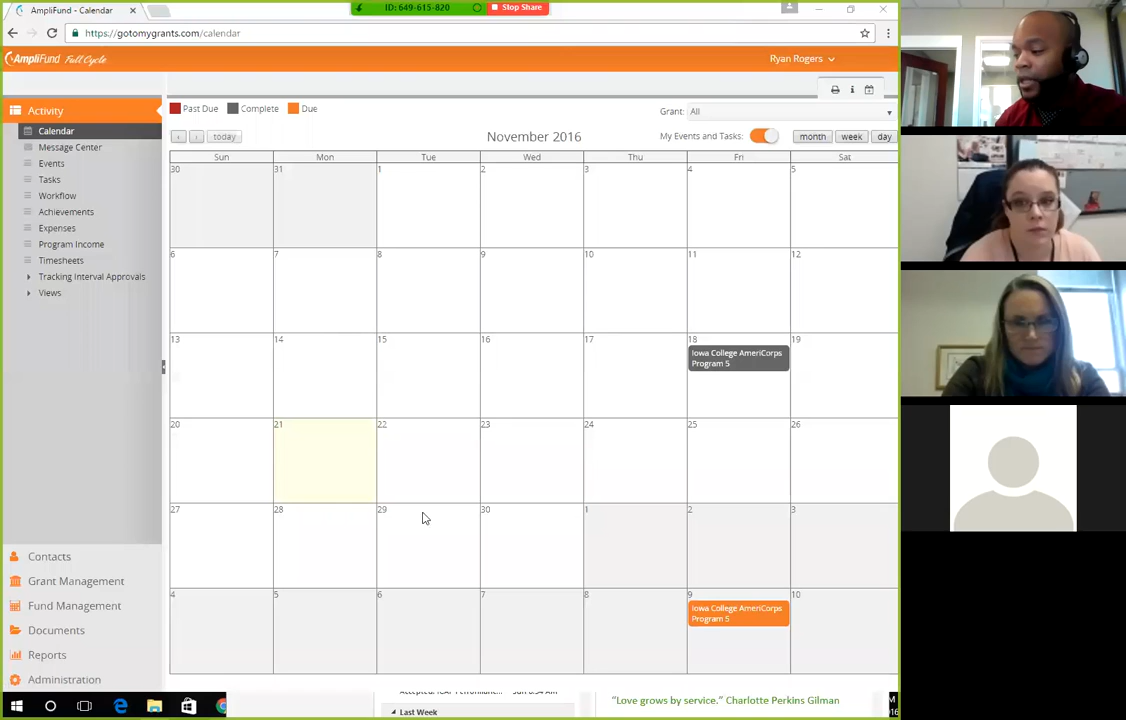 AmpliFund - Calendar
ID: 649-615-820
Stop Share
https://gotomygrants.com/calendar
AmpliFund Full Cycle
Ryan Rogers
Activity
Calendar
Message Center
Events
Tasks
Workflow
Achievements
Expenses
Program Income
Timesheets
Tracking Interval Approvals
Views
Contacts
Grant Management
Fund Management
Documents
Reports
Administration
Past Due
Complete
Due
Grant: All
today
November 2016
My Events and Tasks:
month
week
day
Sun Mon Tue Wed Thu Fri Sat
30 31 1 2 3 4 5
6 7 8 9 10 11 12
13 14 15 16 17 18 19
Iowa College AmeriCorps
Program 5
20 21 22 23 24 25 26
27 28 29 30 1 2 3
4 5 6 7 8 9 10
Iowa College AmeriCorps
Program 5
Last Week
“Love grows by service.” Charlotte Perkins Gilman